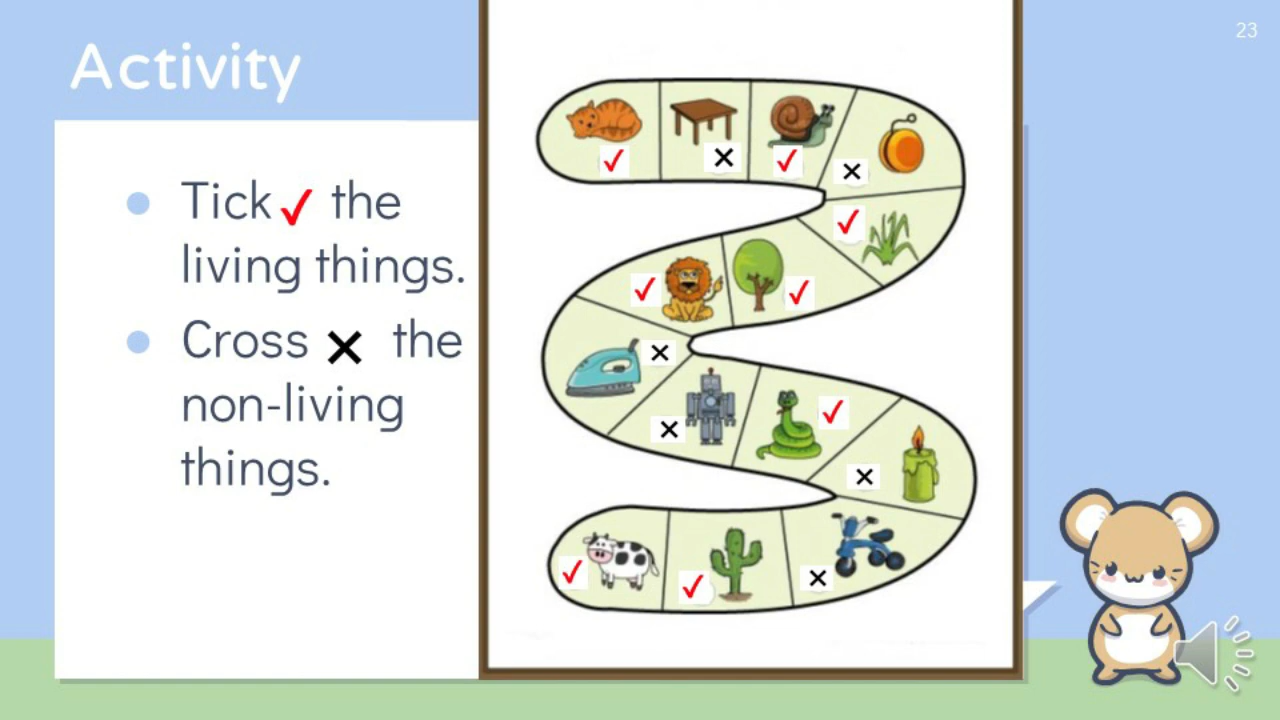 23
Activity
Tick ✓ the
living things.
Cross ✕ the
non-living
things.